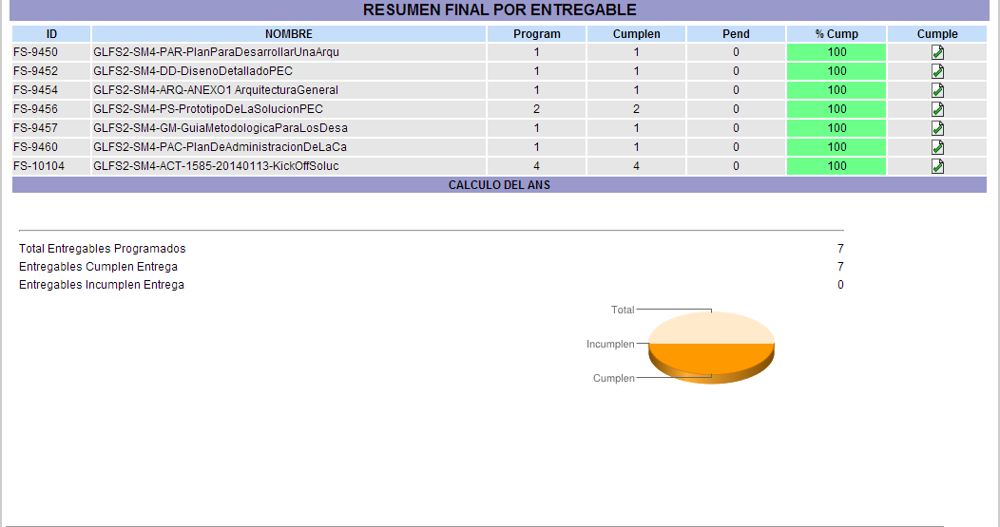 RESUMEN FINAL POR ENTREGABLE
ID NOMBRE Program Cumplen Pend % Cump Cumple
FS-9450 GLFS2-SM4-PAR-PlanParaDesarrollarUnaArqu 1 1 0 100
FS-9452 GLFS2-SM4-DD-DisenoDetalladoPEC 1 1 0 100
FS-9454 GLFS2-SM4-ARQ-ANEXO1 ArquitecturaGeneral 1 1 0 100
FS-9456 GLFS2-SM4-PS-PrototipoDeLaSolucionPEC 2 2 0 100
FS-9457 GLFS2-SM4-GM-GuiaMetodologicaParaLosDesa 1 1 0 100
FS-9460 GLFS2-SM4-PAC-PlanDeAdministracionDeLaCa 1 1 0 100
FS-10104 GLFS2-SM4-ACT-1585-20140113-KickOffSoluc 4 4 0 100
CALCULO DEL ANS
Total Entregables Programados 7
Entregables Cumplen Entrega 7
Entregables Incumplen Entrega 0
Total
Incumplen
Cumplen